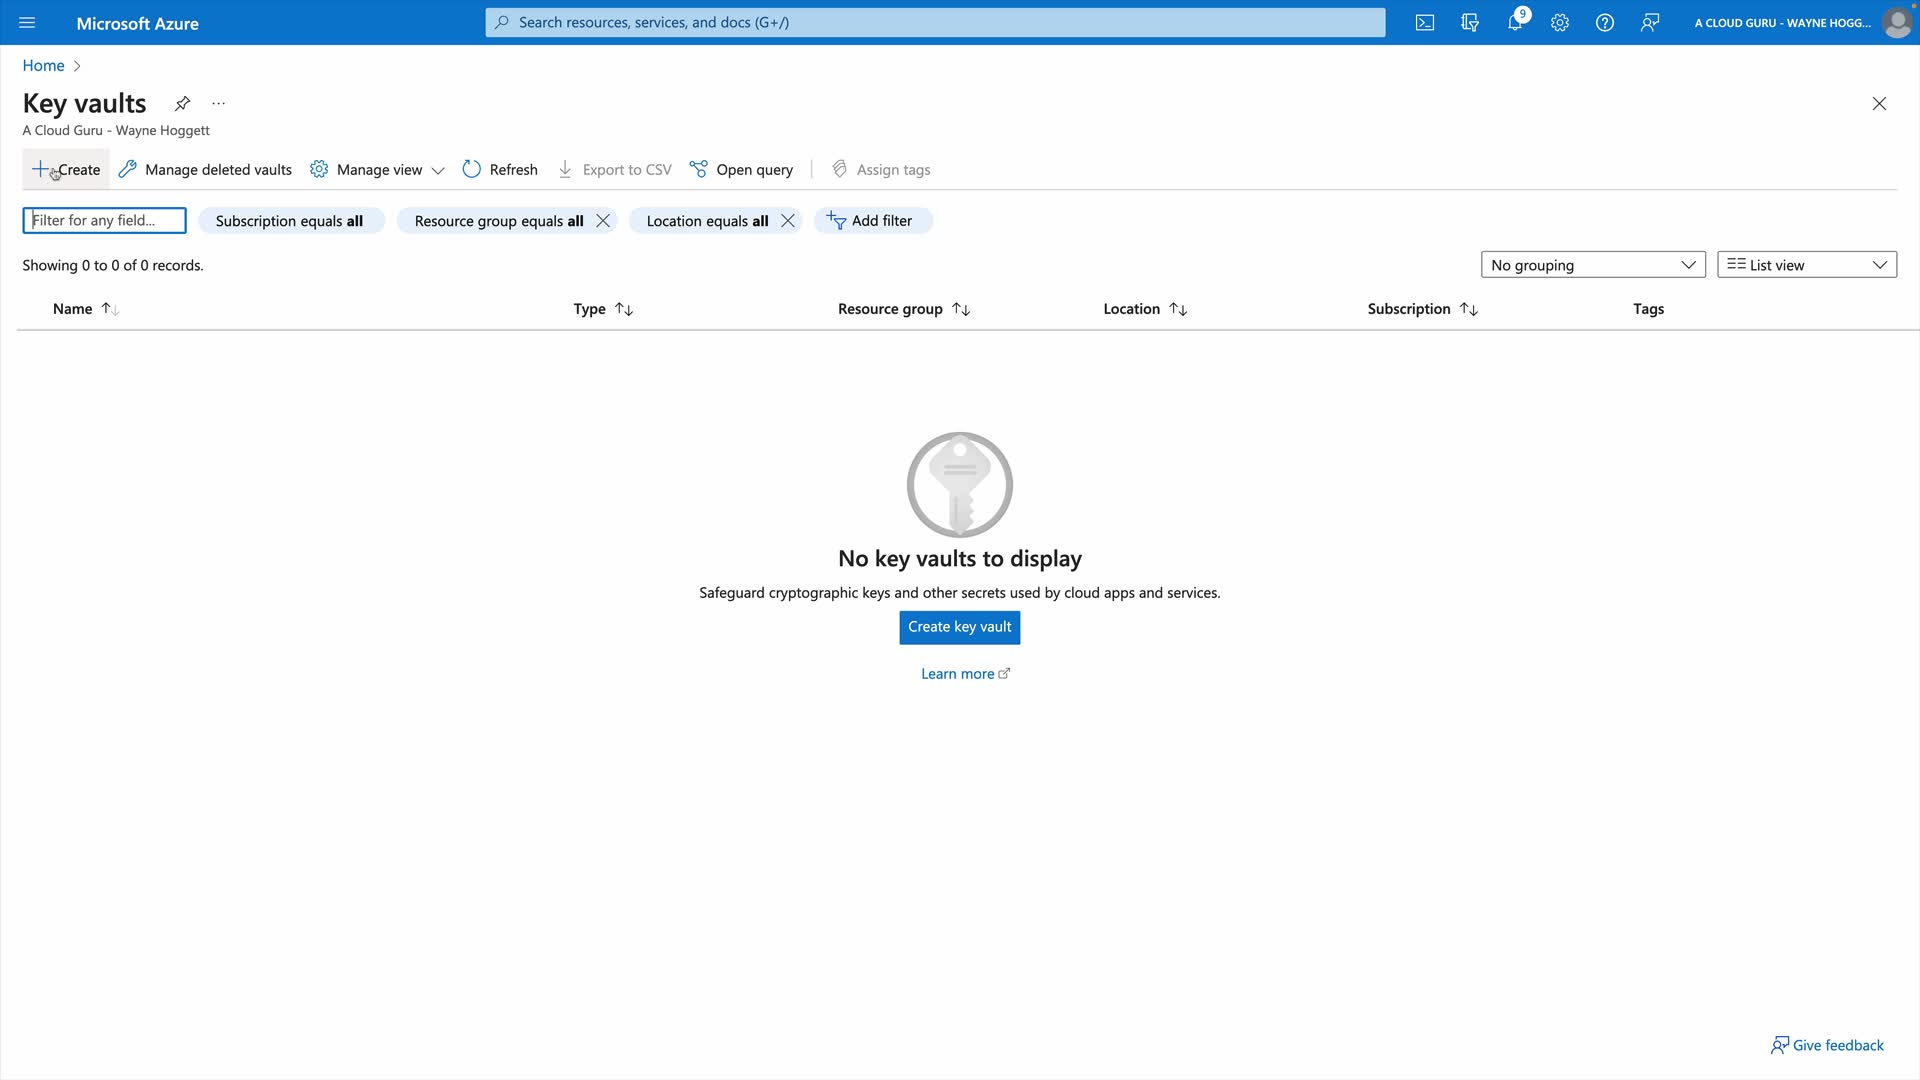 Microsoft Azure
Search resources, services, and docs (G+/)
9
A CLOUD GURU - WAYNE HOGG...
Home
Key vaults ...
A Cloud Guru - Wayne Hoggett
Create Manage deleted vaults Manage view Refresh Export to CSV Open query Assign tags
Filter for any field... Subscription equals all Resource group equals all Location equals all Add filter
Showing 0 to 0 of 0 records. No grouping List view
Name Type Resource group Location Subscription Tags
No key vaults to display
Safeguard cryptographic keys and other secrets used by cloud apps and services.
Create key vault
Learn more
Give feedback